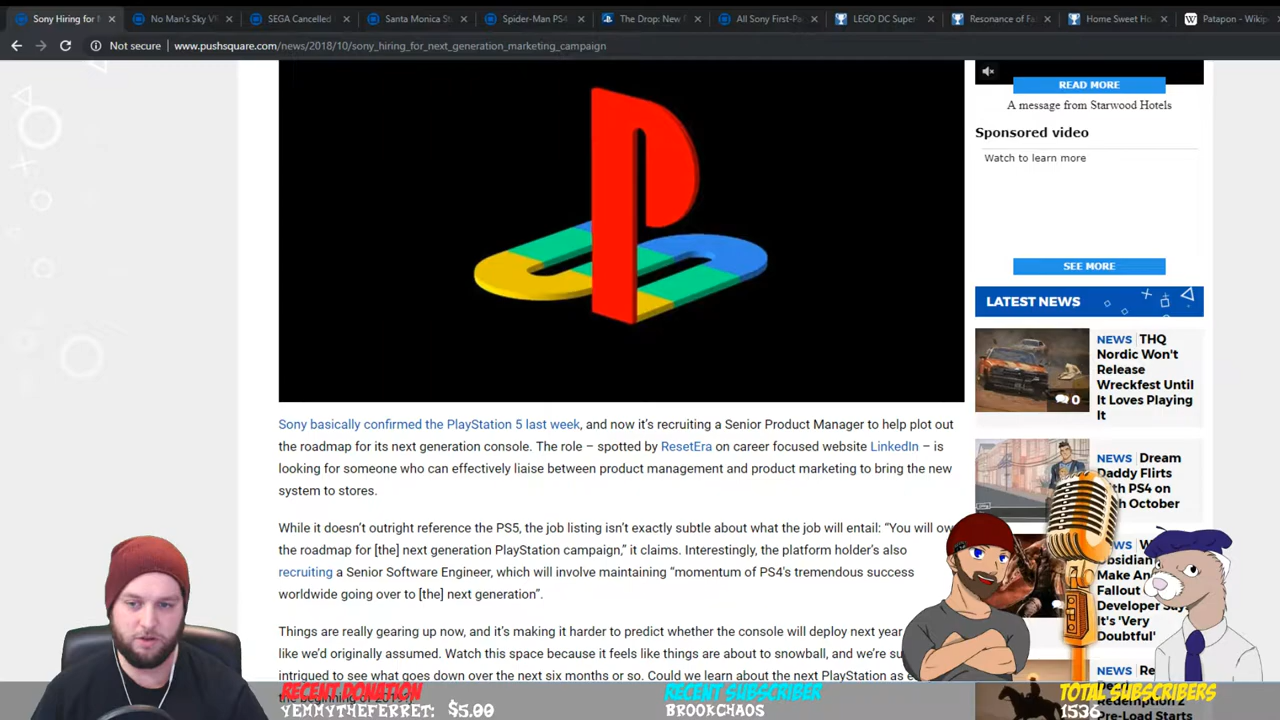 Sony Hiring for
No Man's Sky V
SEGA Cancelled
Santa Monica St
Spider-Man PS4
The Drop: New
All Sony First-Pa
LEGO DC Super
Resonance of Fa
Home Sweet Ho
Patapon - Wikip
Not secure www.pushsquare.com/news/2018/10/sony_hiring_for_next_generation_marketing_campaign
READ MORE
A message from Starwood Hotels
Sponsored video
Watch to learn more
SEE MORE
LATEST NEWS
NEWS THQ
Nordic Won't
Release
Wreckfest Until
It Loves Playing
It
0
NEWS Dream
Daddy Flirts
with PS4 on
October
Obsidian
Make An
Fallout
Developer Say
It's 'Very
Doubtful'
NEWS Re
Redemption 2
Pre-Load Starts
Sony basically confirmed the PlayStation 5 last week, and now it's recruiting a Senior Product Manager to help plot out
the roadmap for its next generation console. The role – spotted by ResetEra on career focused website LinkedIn – is
looking for someone who can effectively liaise between product management and product marketing to bring the new
system to stores.
While it doesn't outright reference the PS5, the job listing isn't exactly subtle about what the job will entail: “You will ow
the roadmap for [the] next generation PlayStation campaign,” it claims. Interestingly, the platform holder's also
recruiting a Senior Software Engineer, which will involve maintaining “momentum of PS4's tremendous success
worldwide going over to [the] next generation”.
Things are really gearing up now, and it's making it harder to predict whether the console will deploy next year
like we'd originally assumed. Watch this space because it feels like things are about to snowball, and we're su
intrigued to see what goes down over the next six months or so. Could we learn about the next PlayStation as e
the beginning of 2019?
RECENT DONATION
YEMMYTHEFERRET: $5.00
RECENT SUBSCRIBER
BROOKCHAOS
TOTAL SUBSCRIBERS
1536